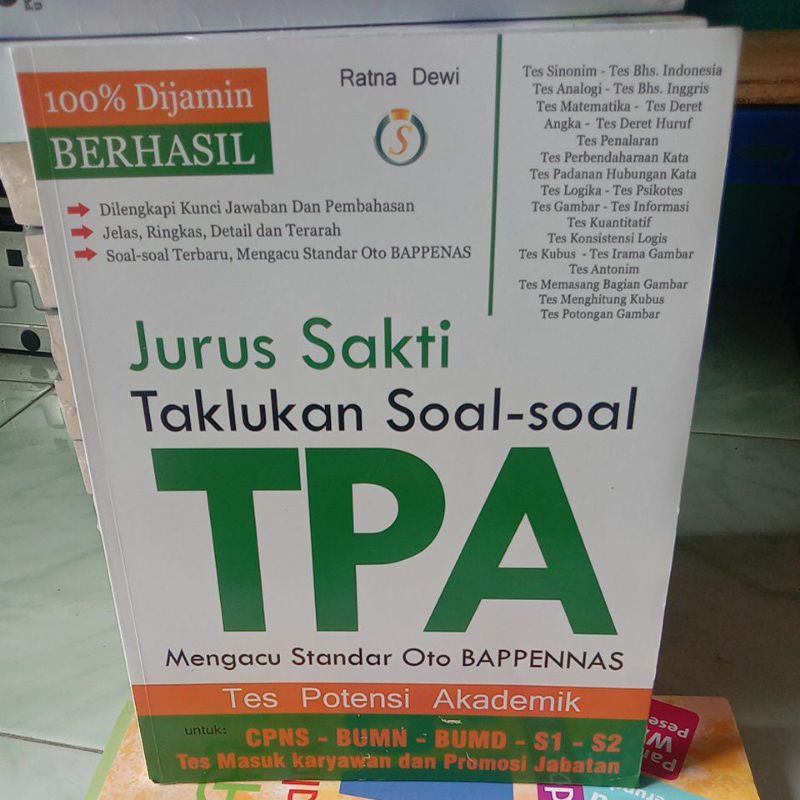 100% Dijamin
BERHASIL
Ratna Dewi
S
Dilengkapi Kunci Jawaban Dan Pembahasan
Jelas, Ringkas, Detail dan Terarah
Soal-soal Terbaru, Mengacu Standar Oto BAPPENAS
Tes Sinonim - Tes Bhs. Indonesia
Tes Analogi - Tes Bhs. Inggris
Tes Matematika - Tes Deret
Angka - Tes Deret Huruf
Tes Penalaran
Tes Perbendaharaan Kata
Tes Padanan Hubungan Kata
Tes Logika - Tes Psikotes
Tes Gambar - Tes Informasi
Tes Kuantitatif
Tes Konsistensi Logis
Tes Kubus - Tes Irama Gambar
Tes Antonim
Tes Memasang Bagian Gambar
Tes Menghitung Kubus
Tes Potongan Gambar
Jurus Sakti
Taklukan Soal-soal
TPA
Mengacu Standar Oto BAPPENNAS
Tes Potensi Akademik
untuk:
CPNS - BUMN - BUMD - S1 - S2
Tes Masuk karyawan dan Promosi Jabatan